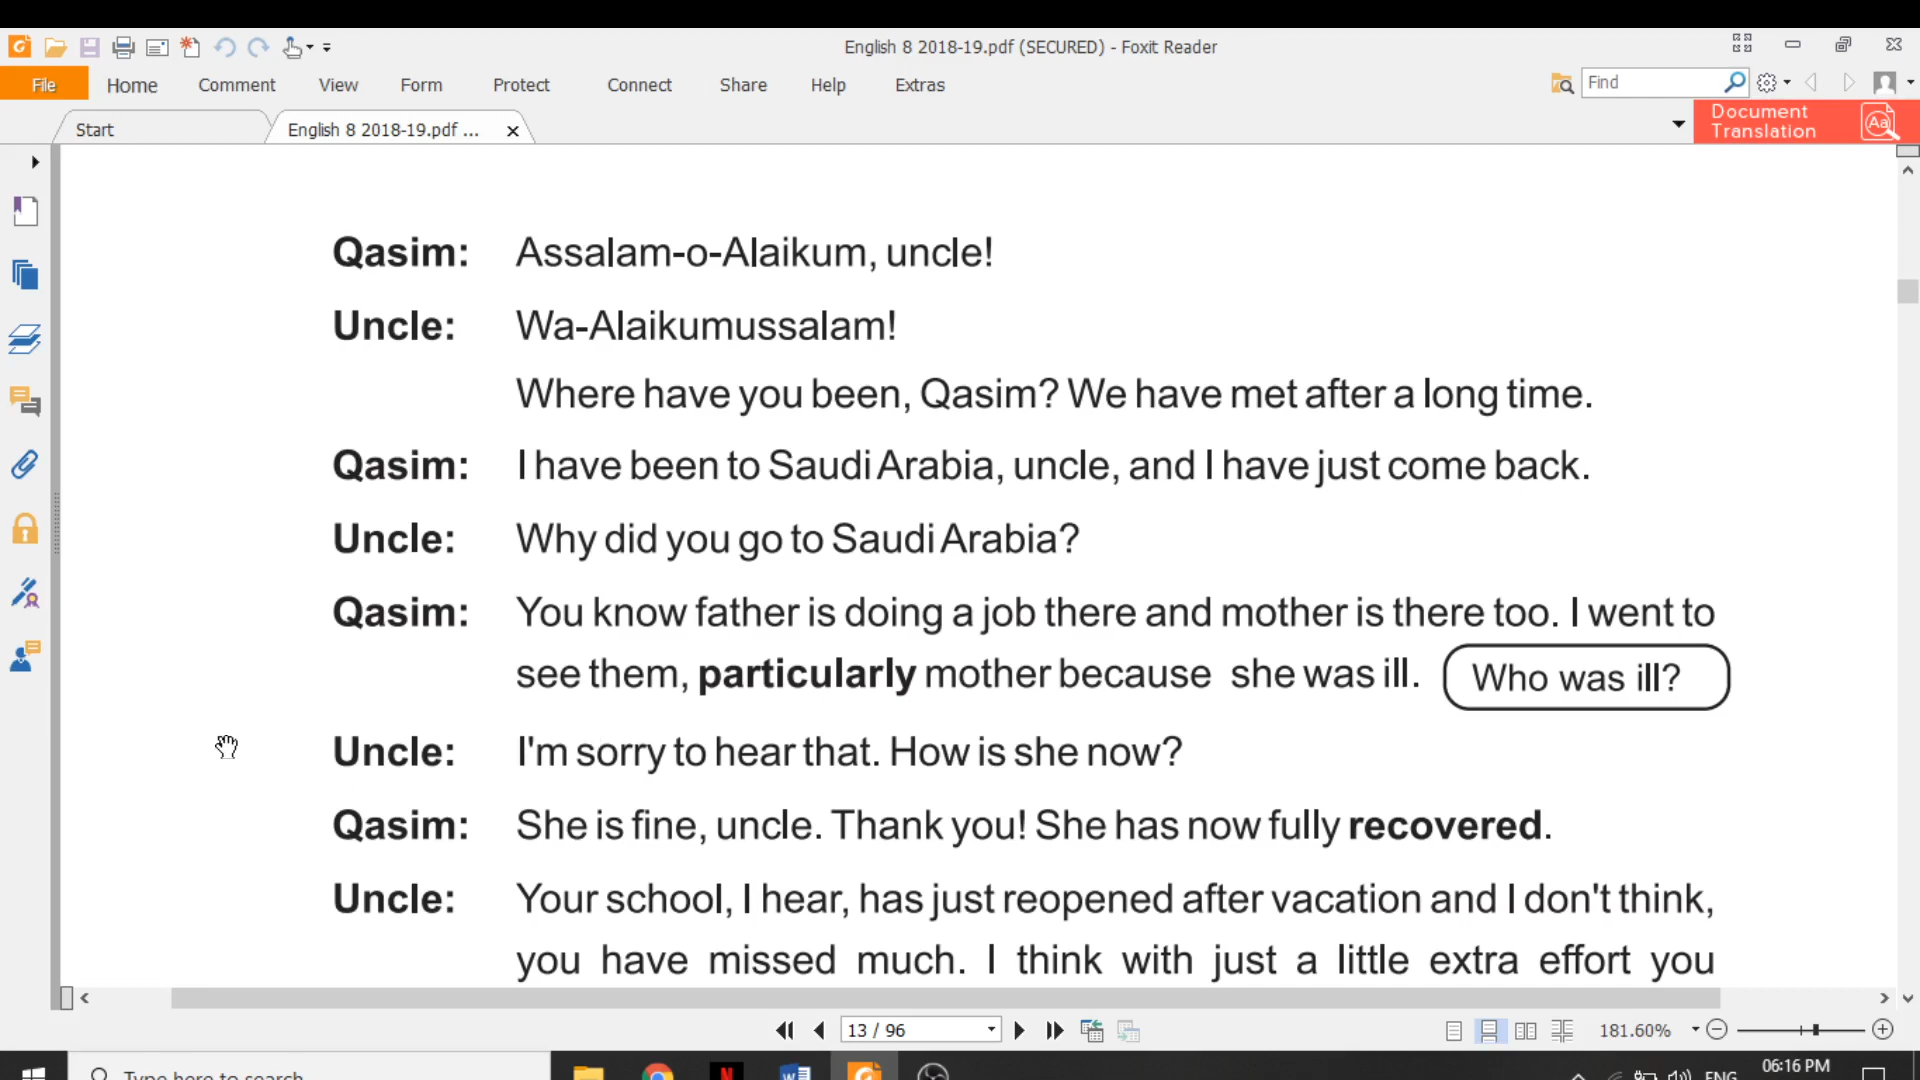 English 8 2018-19.pdf (SECURED) - Foxit Reader
File Home Comment View Form Protect Connect Share Help Extras Find
Document
Translation
Start English 8 2018-19.pdf ...
Qasim: Assalam-o-Alaikum, uncle!
Uncle: Wa-Alaikumussalam!
Where have you been, Qasim? We have met after a long time.
Qasim: I have been to Saudi Arabia, uncle, and I have just come back.
Uncle: Why did you go to Saudi Arabia?
Qasim: You know father is doing a job there and mother is there too. I went to
see them, particularly mother because she was ill. Who was ill?
Uncle: I'm sorry to hear that. How is she now?
Qasim: She is fine, uncle. Thank you! She has now fully recovered.
Uncle: Your school, I hear, has just reopened after vacation and I don't think,
you have missed much. I think with just a little extra effort you
13 / 96 181.60%
Type here to search ENG 06:16 PM